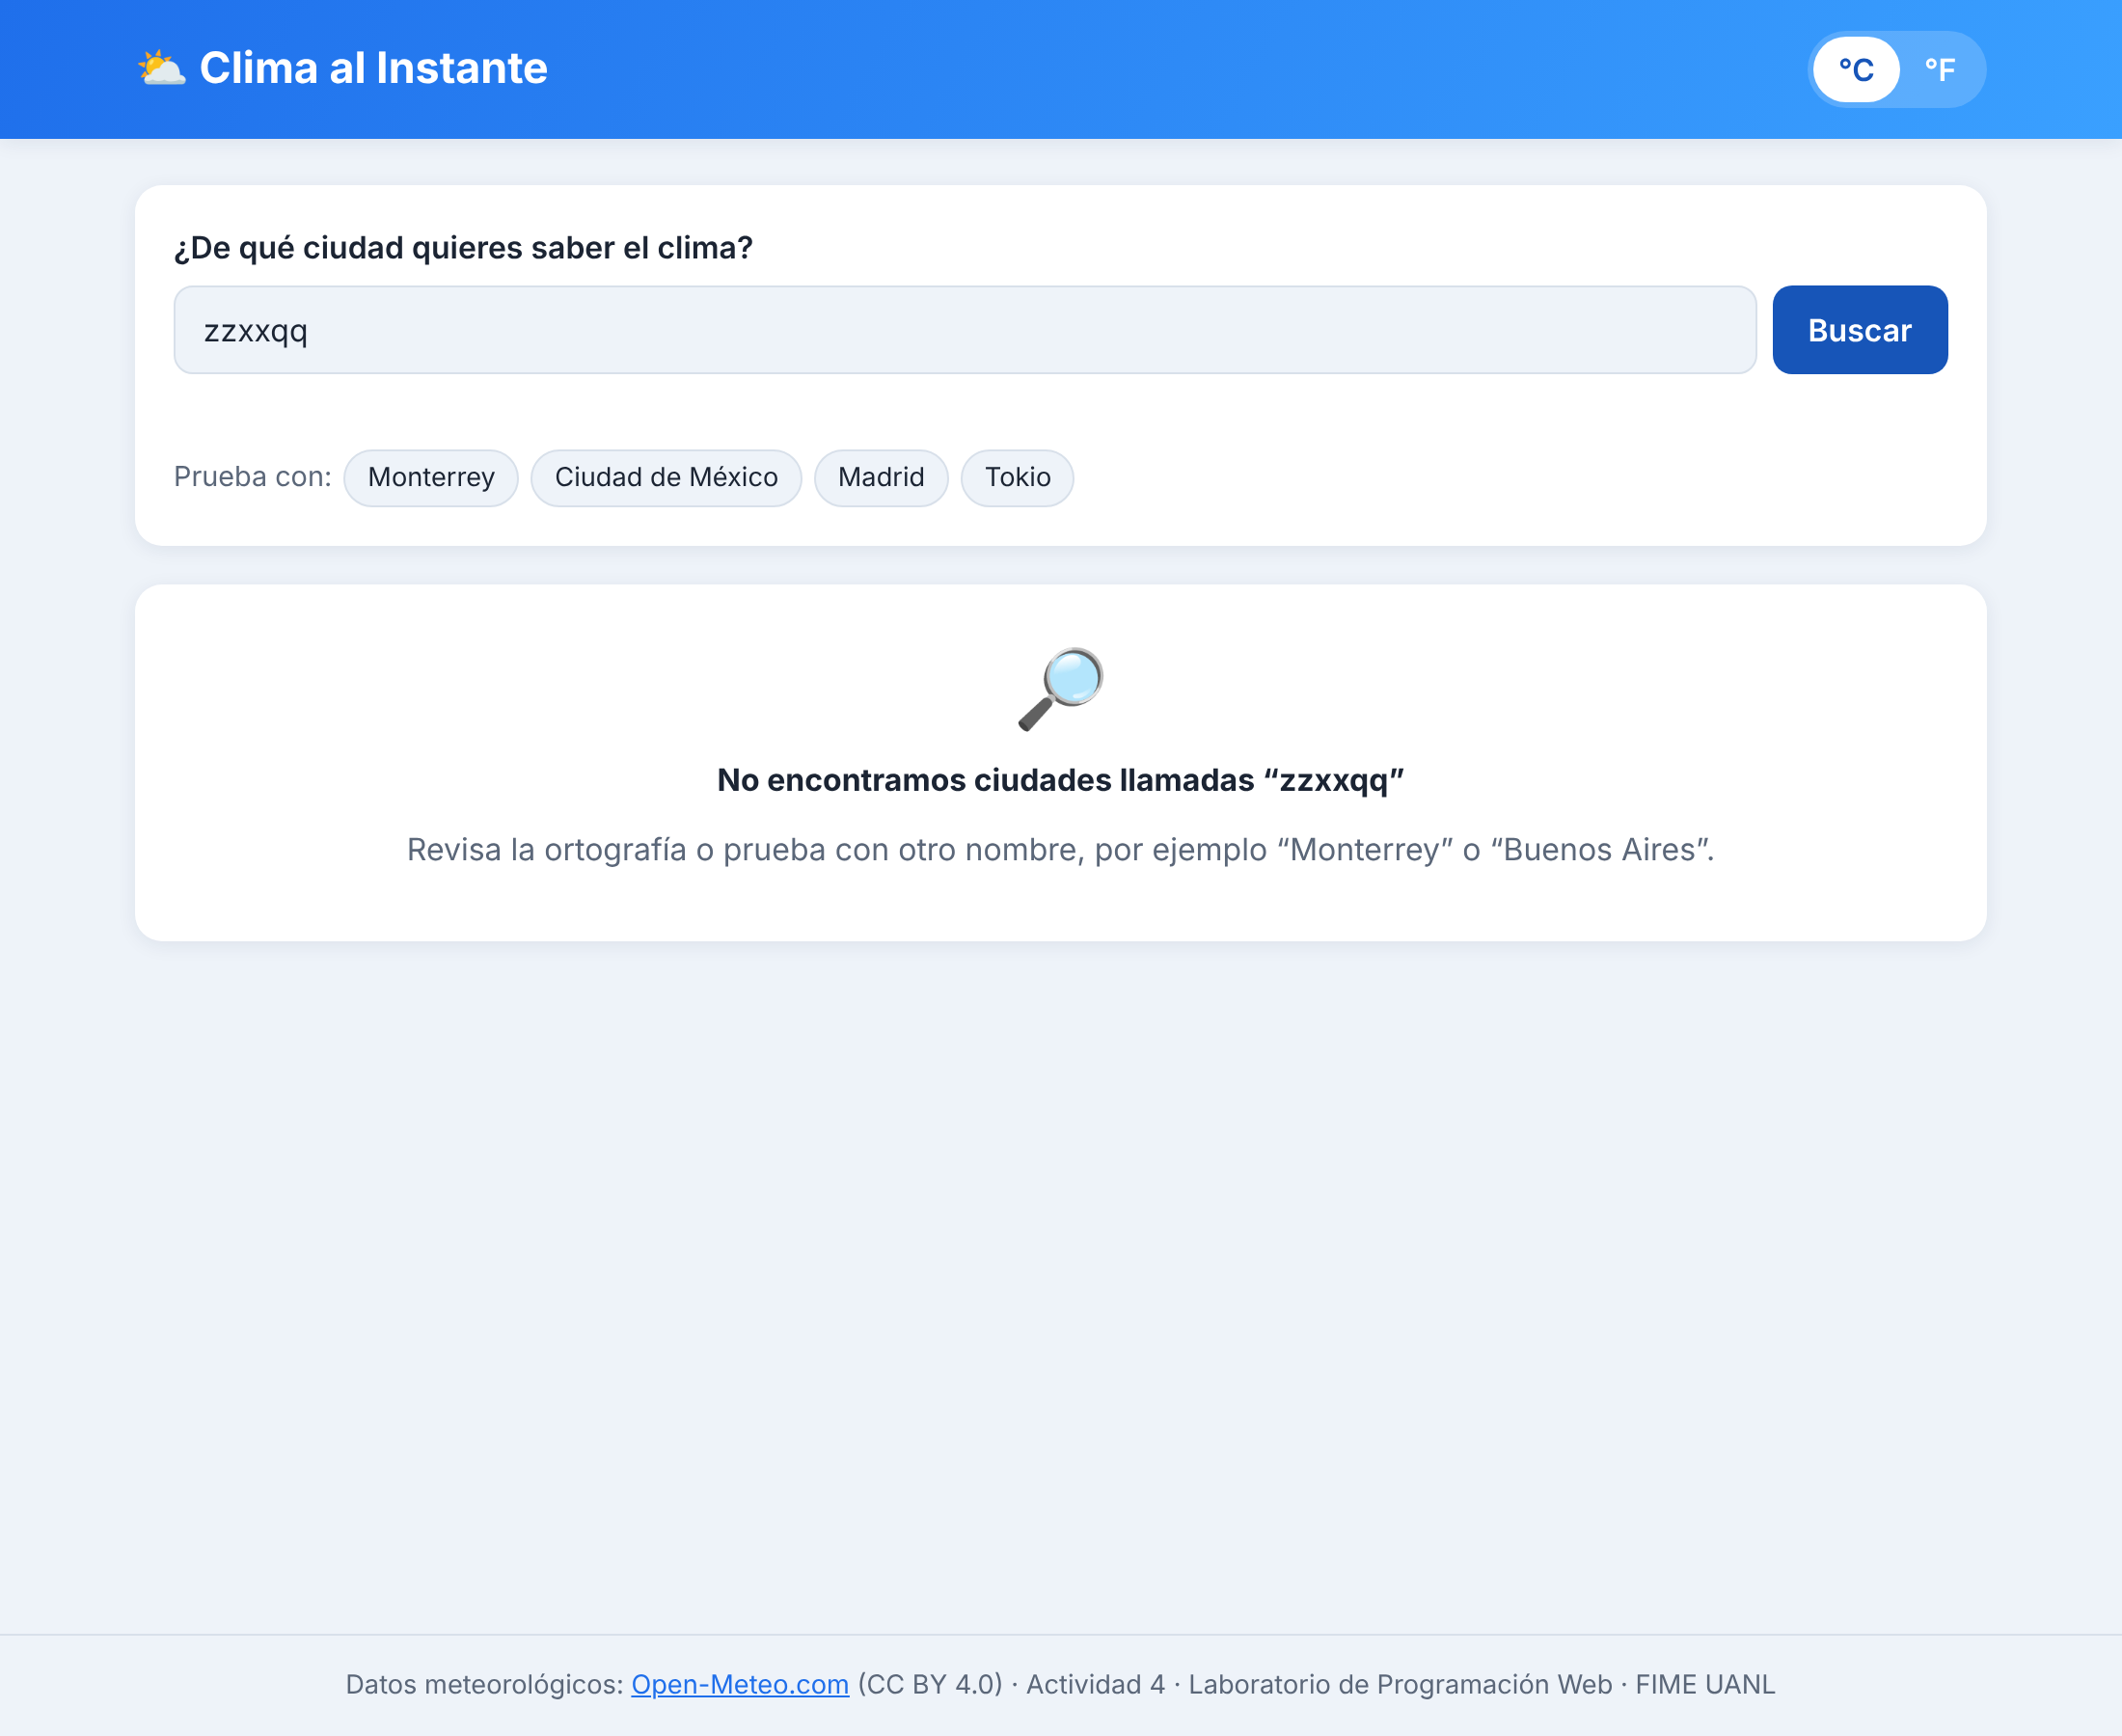 Clima al Instante
°C °F
¿De qué ciudad quieres saber el clima?
zzxxqq
Buscar
Prueba con: Monterrey Ciudad de México Madrid Tokio
No encontramos ciudades llamadas “zzxxqq”
Revisa la ortografía o prueba con otro nombre, por ejemplo “Monterrey” o “Buenos Aires”.
Datos meteorológicos: Open-Meteo.com (CC BY 4.0) · Actividad 4 · Laboratorio de Programación Web · FIME UANL